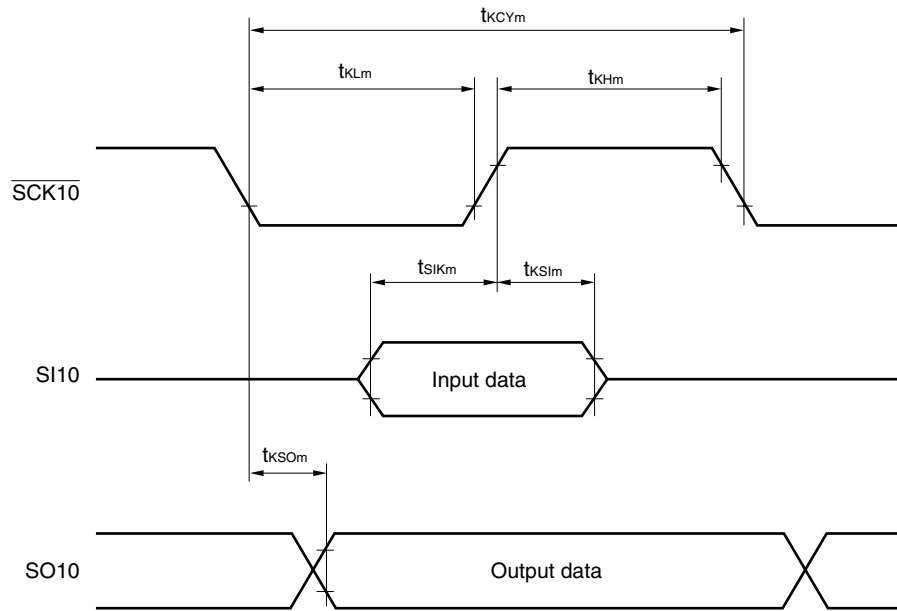 tKCYm
tKLm
tKHm
SCK10
tSIKm
tKSIm
SI10
Input data
tKSOm
SO10
Output data